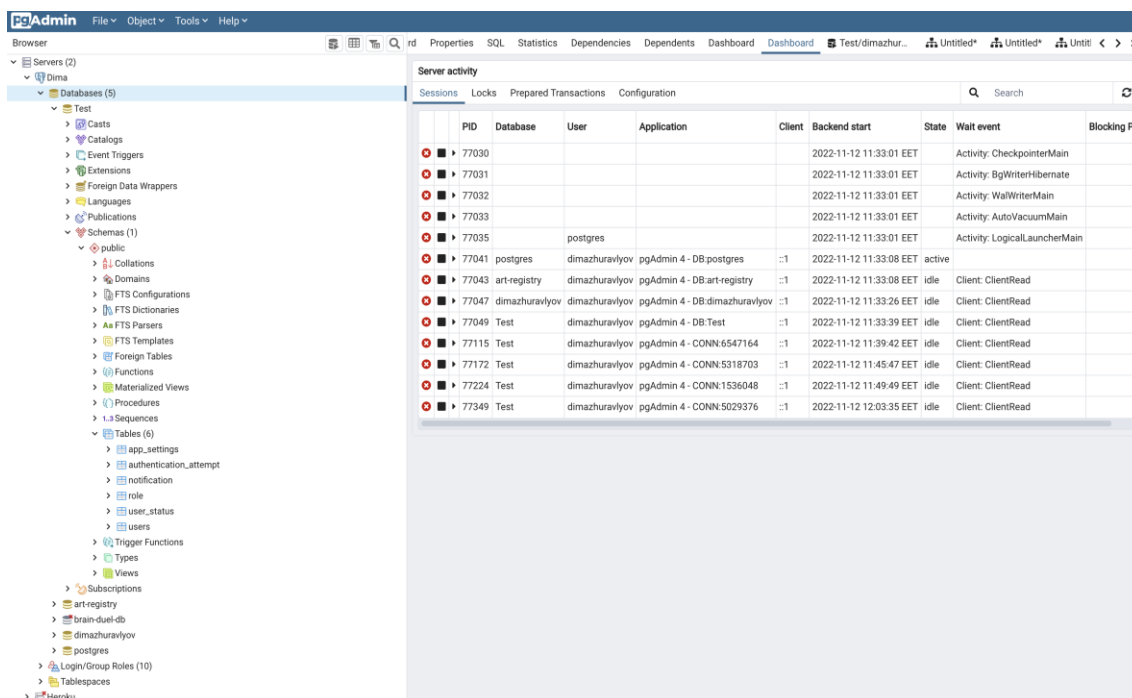 pgAdmin File Object Tools Help
Browser rd Properties SQL Statistics Dependencies Dependents Dashboard Dashboard Test/dimazhur... Untitled* Untitled* Untitl
Servers (2)
Dima
Databases (5)
Test
Casts
Catalogs
Event Triggers
Extensions
Foreign Data Wrappers
Languages
Publications
Schemas (1)
public
Collations
Domains
FTS Configurations
FTS Dictionaries
Aa FTS Parsers
FTS Templates
Foreign Tables
Functions
Materialized Views
Procedures
1..3 Sequences
Tables (6)
app_settings
authentication_attempt
notification
role
user_status
users
Trigger Functions
Types
Views
Subscriptions
art-registry
brain-duel-db
dimazhuravlyov
postgres
Login/Group Roles (10)
Tablespaces
Heroku
Server activity
Sessions Locks Prepared Transactions Configuration Search
PID Database User Application Client Backend start State Wait event Blocking P
77030 2022-11-12 11:33:01 EET Activity: CheckpointerMain
77031 2022-11-12 11:33:01 EET Activity: BgWriterHibernate
77032 2022-11-12 11:33:01 EET Activity: WalWriterMain
77033 2022-11-12 11:33:01 EET Activity: AutoVacuumMain
77035 postgres 2022-11-12 11:33:01 EET Activity: LogicalLauncherMain
77041 postgres dimazhuravlyov pgAdmin 4 - DB:postgres ::1 2022-11-12 11:33:08 EET active
77043 art-registry dimazhuravlyov pgAdmin 4 - DB:art-registry ::1 2022-11-12 11:33:08 EET idle Client: ClientRead
77047 dimazhuravlyov dimazhuravlyov pgAdmin 4 - DB:dimazhuravlyov ::1 2022-11-12 11:33:26 EET idle Client: ClientRead
77049 Test dimazhuravlyov pgAdmin 4 - DB:Test ::1 2022-11-12 11:33:39 EET idle Client: ClientRead
77115 Test dimazhuravlyov pgAdmin 4 - CONN:6547164 ::1 2022-11-12 11:39:42 EET idle Client: ClientRead
77172 Test dimazhuravlyov pgAdmin 4 - CONN:5318703 ::1 2022-11-12 11:45:47 EET idle Client: ClientRead
77224 Test dimazhuravlyov pgAdmin 4 - CONN:1536048 ::1 2022-11-12 11:49:49 EET idle Client: ClientRead
77349 Test dimazhuravlyov pgAdmin 4 - CONN:5029376 ::1 2022-11-12 12:03:35 EET idle Client: ClientRead